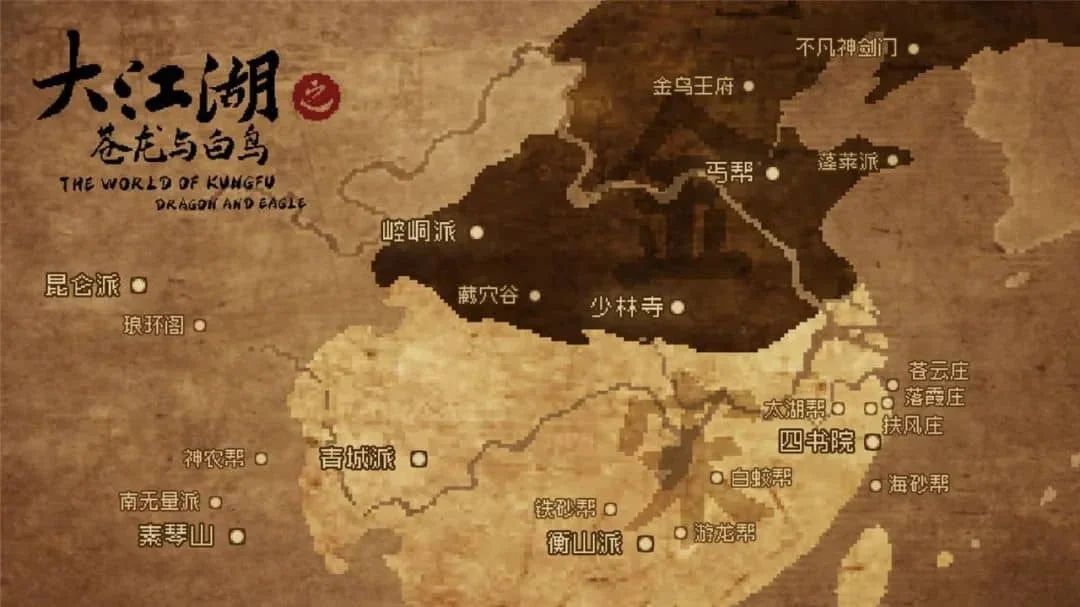 大江湖之
苍龙与白鸟
THE WORLD OF KUNGFU
DRAGON AND EAGLE
不凡神剑门
金鸟王府
丐帮
蓬莱派
崆峒派
昆仑派
琅环阁
藏穴谷
少林寺
苍云庄
落霞庄
太湖帮
扶风庄
四书院
神农帮
青城派
白蛟帮
海砂帮
南无量派
铁砂帮
素琴山
衡山派
游龙帮
金
宋